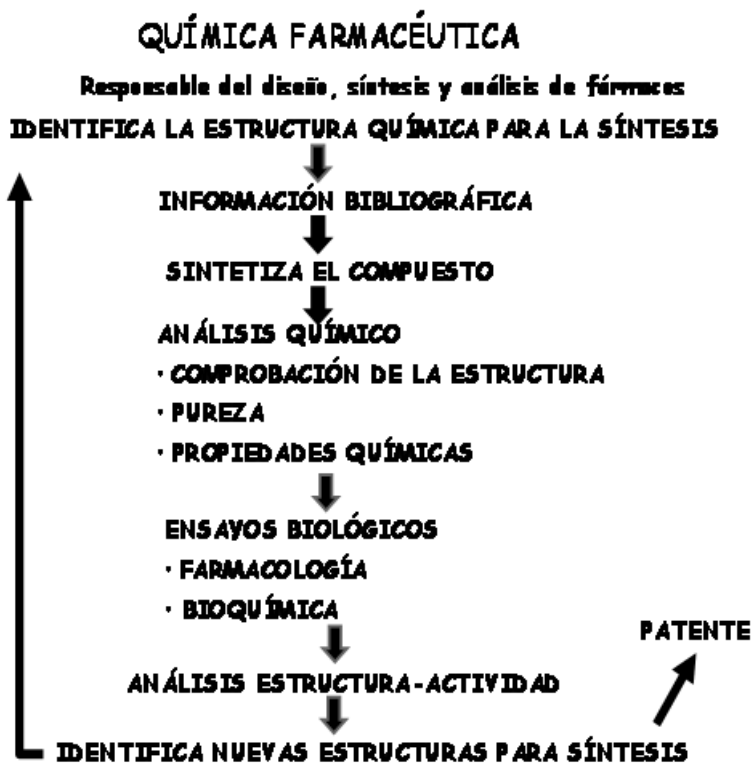 QUÍMICA FARMACÉUTICA
Responsable del diseño, síntesis y análisis de fármacos
IDENTIFICA LA ESTRUCTURA QUÍMICA PARA LA SÍNTESIS
INFORMACIÓN BIBLIOGRÁFICA
SINTETIZA EL COMPUESTO
ANÁLISIS QUÍMICO
· COMPROBACIÓN DE LA ESTRUCTURA
· PUREZA
· PROPIEDADES QUÍMICAS
ENSAYOS BIOLÓGICOS
· FARMACOLOGÍA
· BIOQUÍMICA
PATENTE
ANÁLISIS ESTRUCTURA-ACTIVIDAD
IDENTIFICA NUEVAS ESTRUCTURAS PARA SÍNTESIS